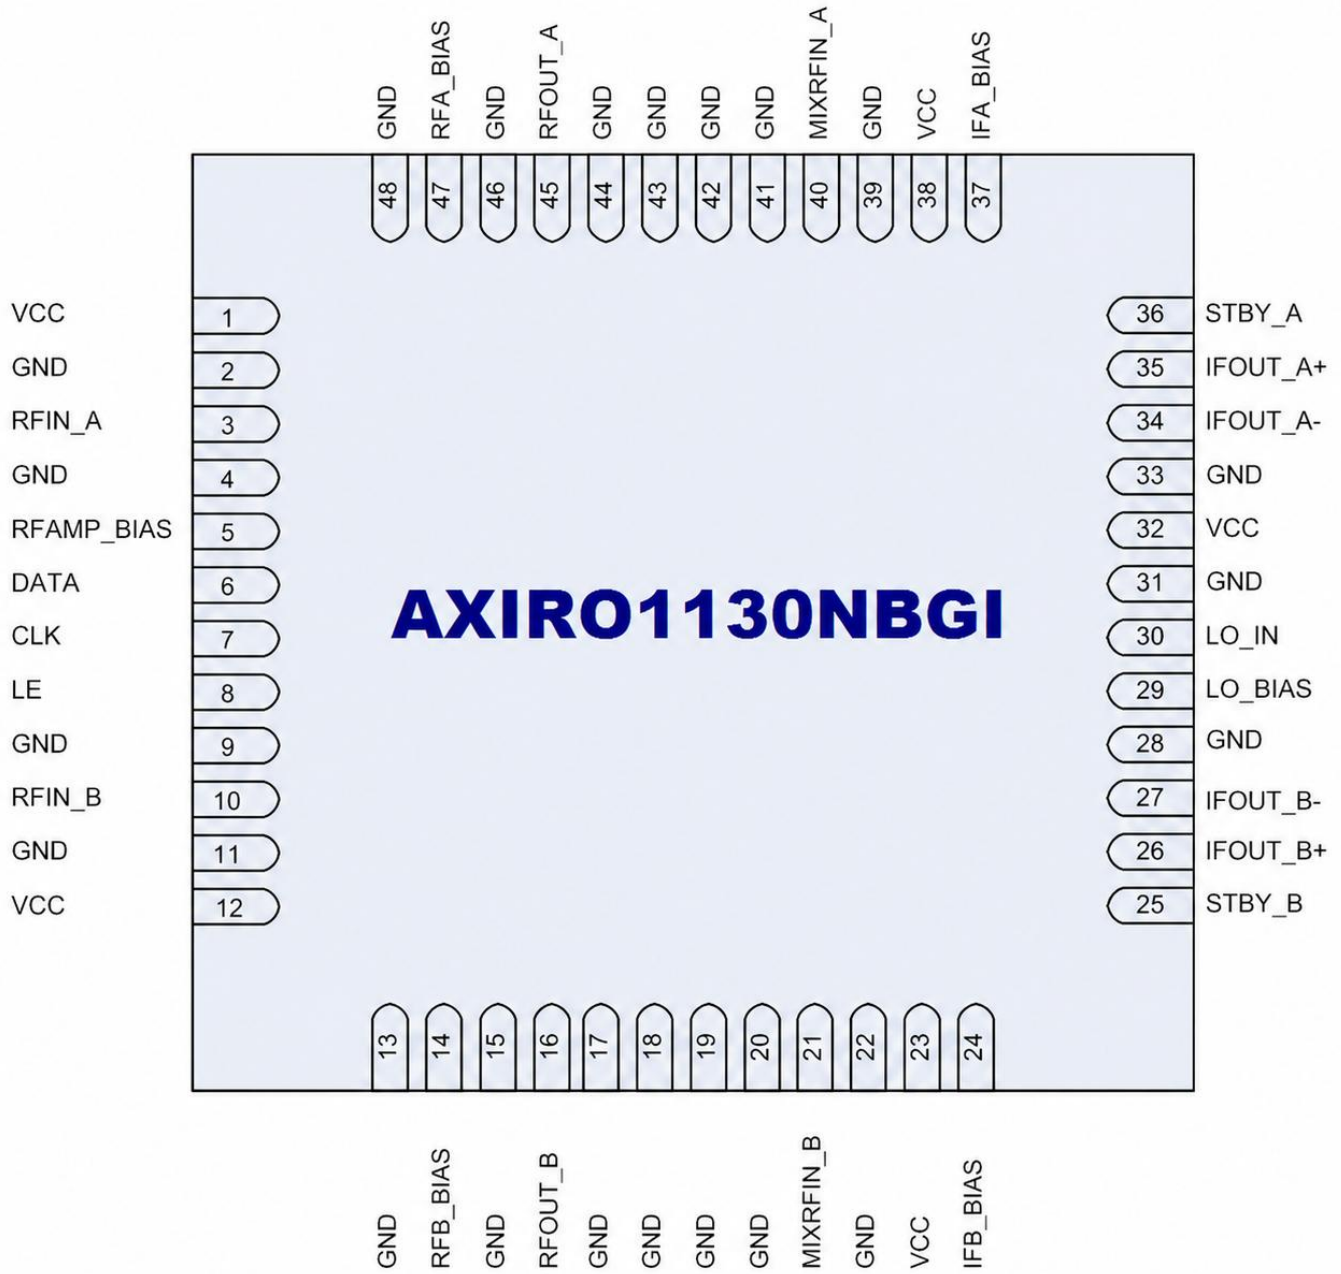 GND
RFA_BIAS
GND
RFOUT_A
GND
GND
GND
GND
MIXRFIN_A
GND
VCC
IFA_BIAS
48
47
46
45
44
43
42
41
40
39
38
37
VCC 1
GND 2
RFIN_A 3
GND 4
RFAMP_BIAS 5
DATA 6
CLK 7
LE 8
GND 9
RFIN_B 10
GND 11
VCC 12
AXIRO1130NBGI
36 STBY_A
35 IFOUT_A+
34 IFOUT_A-
33 GND
32 VCC
31 GND
30 LO_IN
29 LO_BIAS
28 GND
27 IFOUT_B-
26 IFOUT_B+
25 STBY_B
13
14
15
16
17
18
19
20
21
22
23
24
GND
RFB_BIAS
GND
RFOUT_B
GND
GND
GND
GND
MIXRFIN_B
GND
VCC
IFB_BIAS